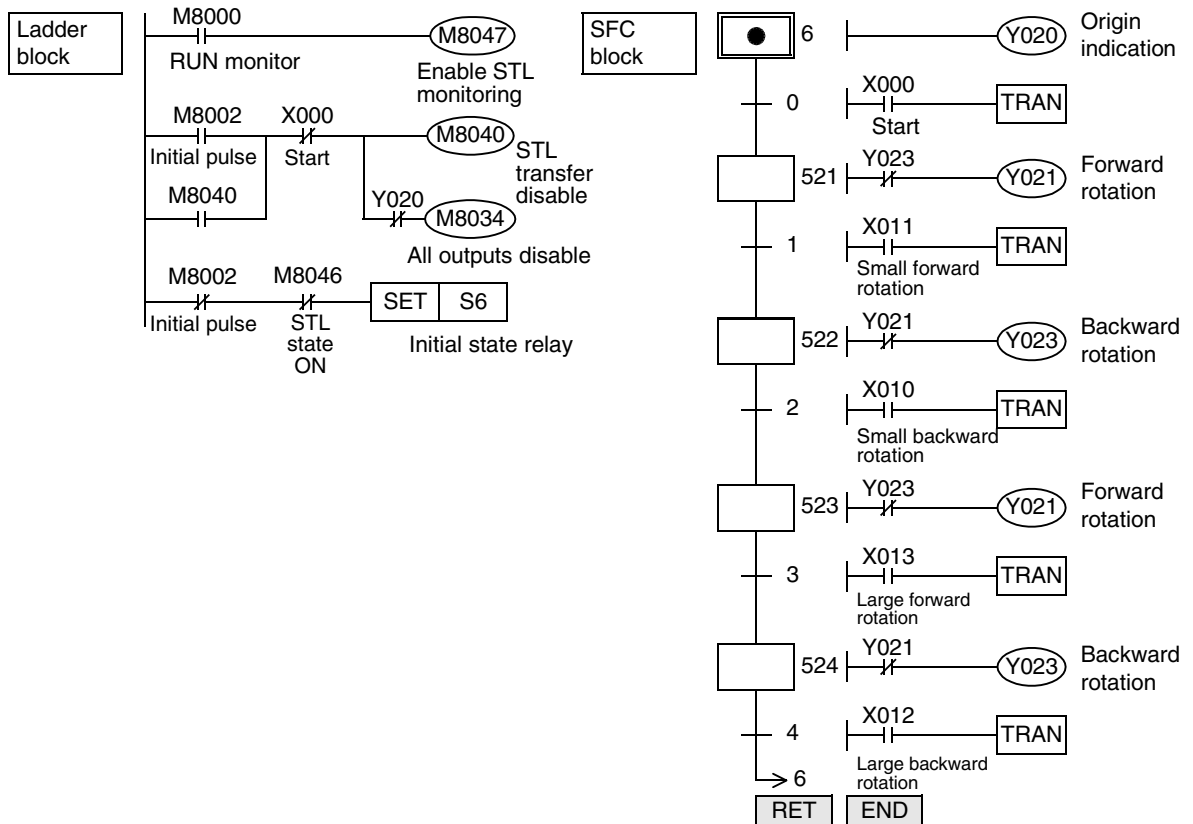 Ladder
block
M8000
RUN monitor
M8047
Enable STL
monitoring
M8002
Initial pulse
X000
Start
M8040
STL
transfer
disable
M8040
Y020
M8034
All outputs disable
M8002
Initial pulse
M8046
STL
state
ON
SET S6
Initial state relay
SFC
block
6
Y020
Origin
indication
0
X000
Start
TRAN
521
Y023
Y021
Forward
rotation
1
X011
Small forward
rotation
TRAN
522
Y021
Y023
Backward
rotation
2
X010
Small backward
rotation
TRAN
523
Y023
Y021
Forward
rotation
3
X013
Large forward
rotation
TRAN
524
Y021
Y023
Backward
rotation
4
X012
Large backward
rotation
TRAN
6
RET END